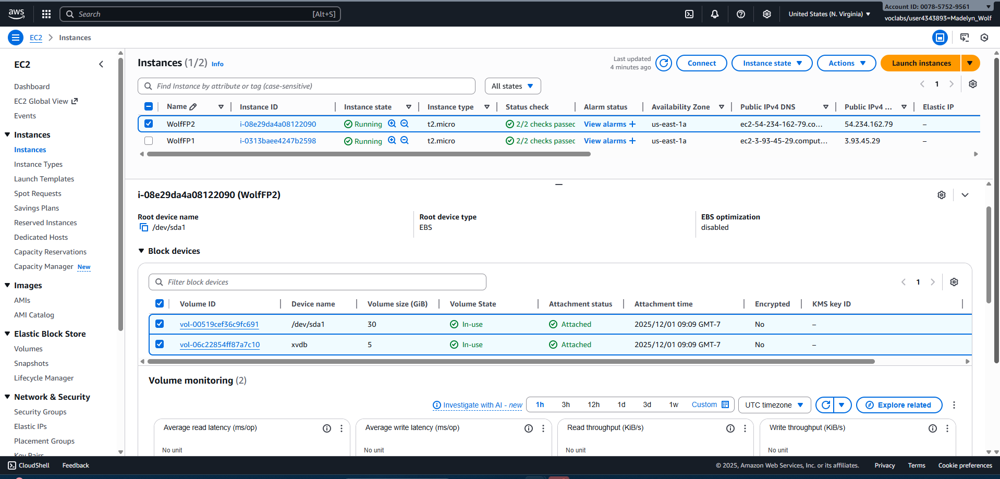 aws
Search [Alt+S]
United States (N. Virginia)
Account ID: 0078-5752-9561
voclabs/user4343893=Madelyn_Wolf
EC2 Instances
EC2
Dashboard
EC2 Global View
Events
Instances
Instances
Instance Types
Launch Templates
Spot Requests
Savings Plans
Reserved Instances
Dedicated Hosts
Capacity Reservations
Capacity Manager New
Images
AMIs
AMI Catalog
Elastic Block Store
Volumes
Snapshots
Lifecycle Manager
Network & Security
Security Groups
Elastic IPs
Placement Groups
Key Pairs
Instances (1/2) Info
Last updated
4 minutes ago
Connect Instance state Actions Launch instances
Find Instance by attribute or tag (case-sensitive) All states 1
Name Instance ID Instance state Instance type Status check Alarm status Availability Zone Public IPv4 DNS Public IPv4 ... Elastic IP
WolfFP2 i-08e29da4a08122090 Running t2.micro 2/2 checks passec View alarms + us-east-1a ec2-54-234-162-79.co... 54.234.162.79 –
WolfFP1 i-0313baee4247b2598 Running t2.micro 2/2 checks passec View alarms + us-east-1a ec2-3-93-45-29.comput... 3.93.45.29 –
i-08e29da4a08122090 (WolfFP2)
Root device name Root device type EBS optimization
/dev/sda1 EBS disabled
Block devices
Filter block devices 1
Volume ID Device name Volume size (GiB) Volume State Attachment status Attachment time Encrypted KMS key ID
vol-00519cef36c9fc691 /dev/sda1 30 In-use Attached 2025/12/01 09:09 GMT-7 No –
vol-06c22854ff87a7c10 xvdb 5 In-use Attached 2025/12/01 09:09 GMT-7 No –
Volume monitoring (2)
Investigate with AI - new 1h 3h 12h 1d 3d 1w Custom UTC timezone Explore related
Average read latency (ms/op) Average write latency (ms/op) Read throughput (KiB/s) Write throughput (KiB/s)
No unit No unit No unit No unit
CloudShell Feedback © 2025, Amazon Web Services, Inc. or its affiliates. Privacy Terms Cookie preferences